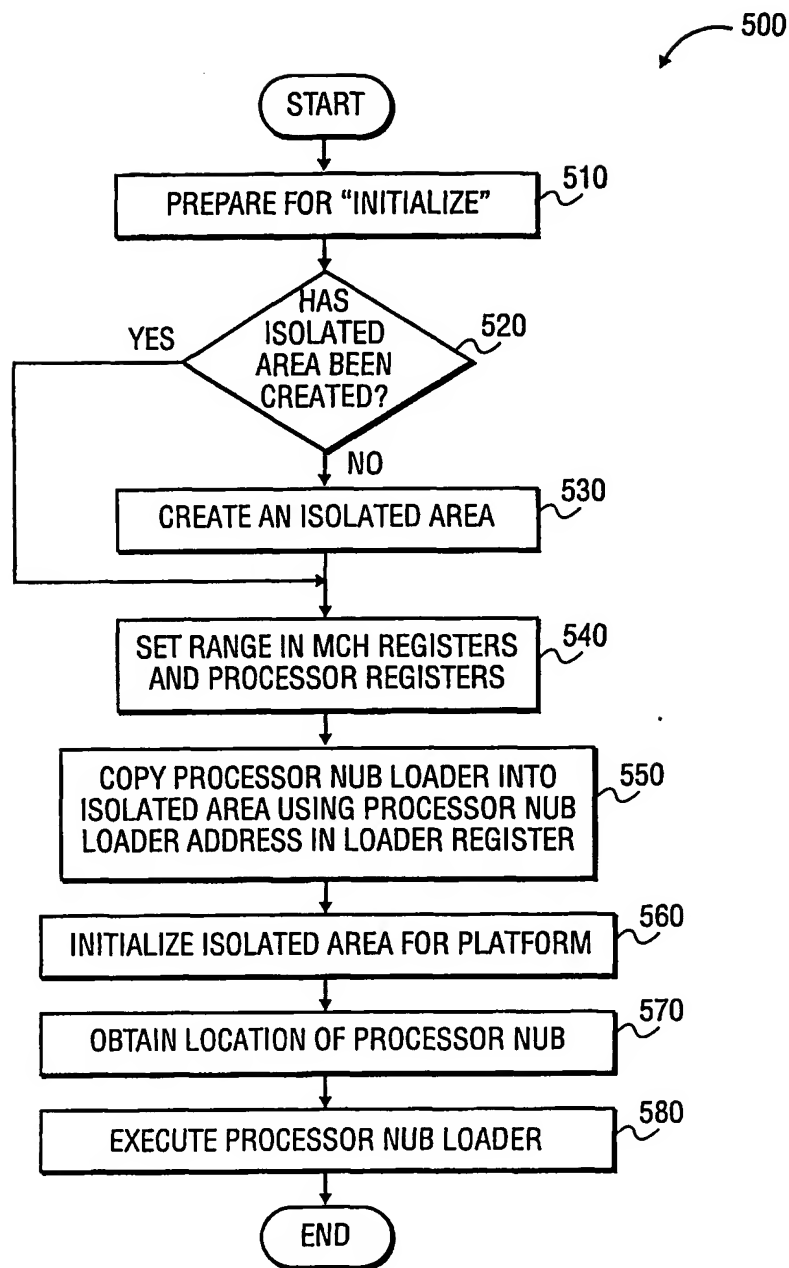 500
START
PREPARE FOR “INITIALIZE”
510
HAS
ISOLATED
AREA BEEN
CREATED?
520
YES
NO
CREATE AN ISOLATED AREA
530
SET RANGE IN MCH REGISTERS
AND PROCESSOR REGISTERS
540
COPY PROCESSOR NUB LOADER INTO
ISOLATED AREA USING PROCESSOR NUB
LOADER ADDRESS IN LOADER REGISTER
550
INITIALIZE ISOLATED AREA FOR PLATFORM
560
OBTAIN LOCATION OF PROCESSOR NUB
570
EXECUTE PROCESSOR NUB LOADER
580
END